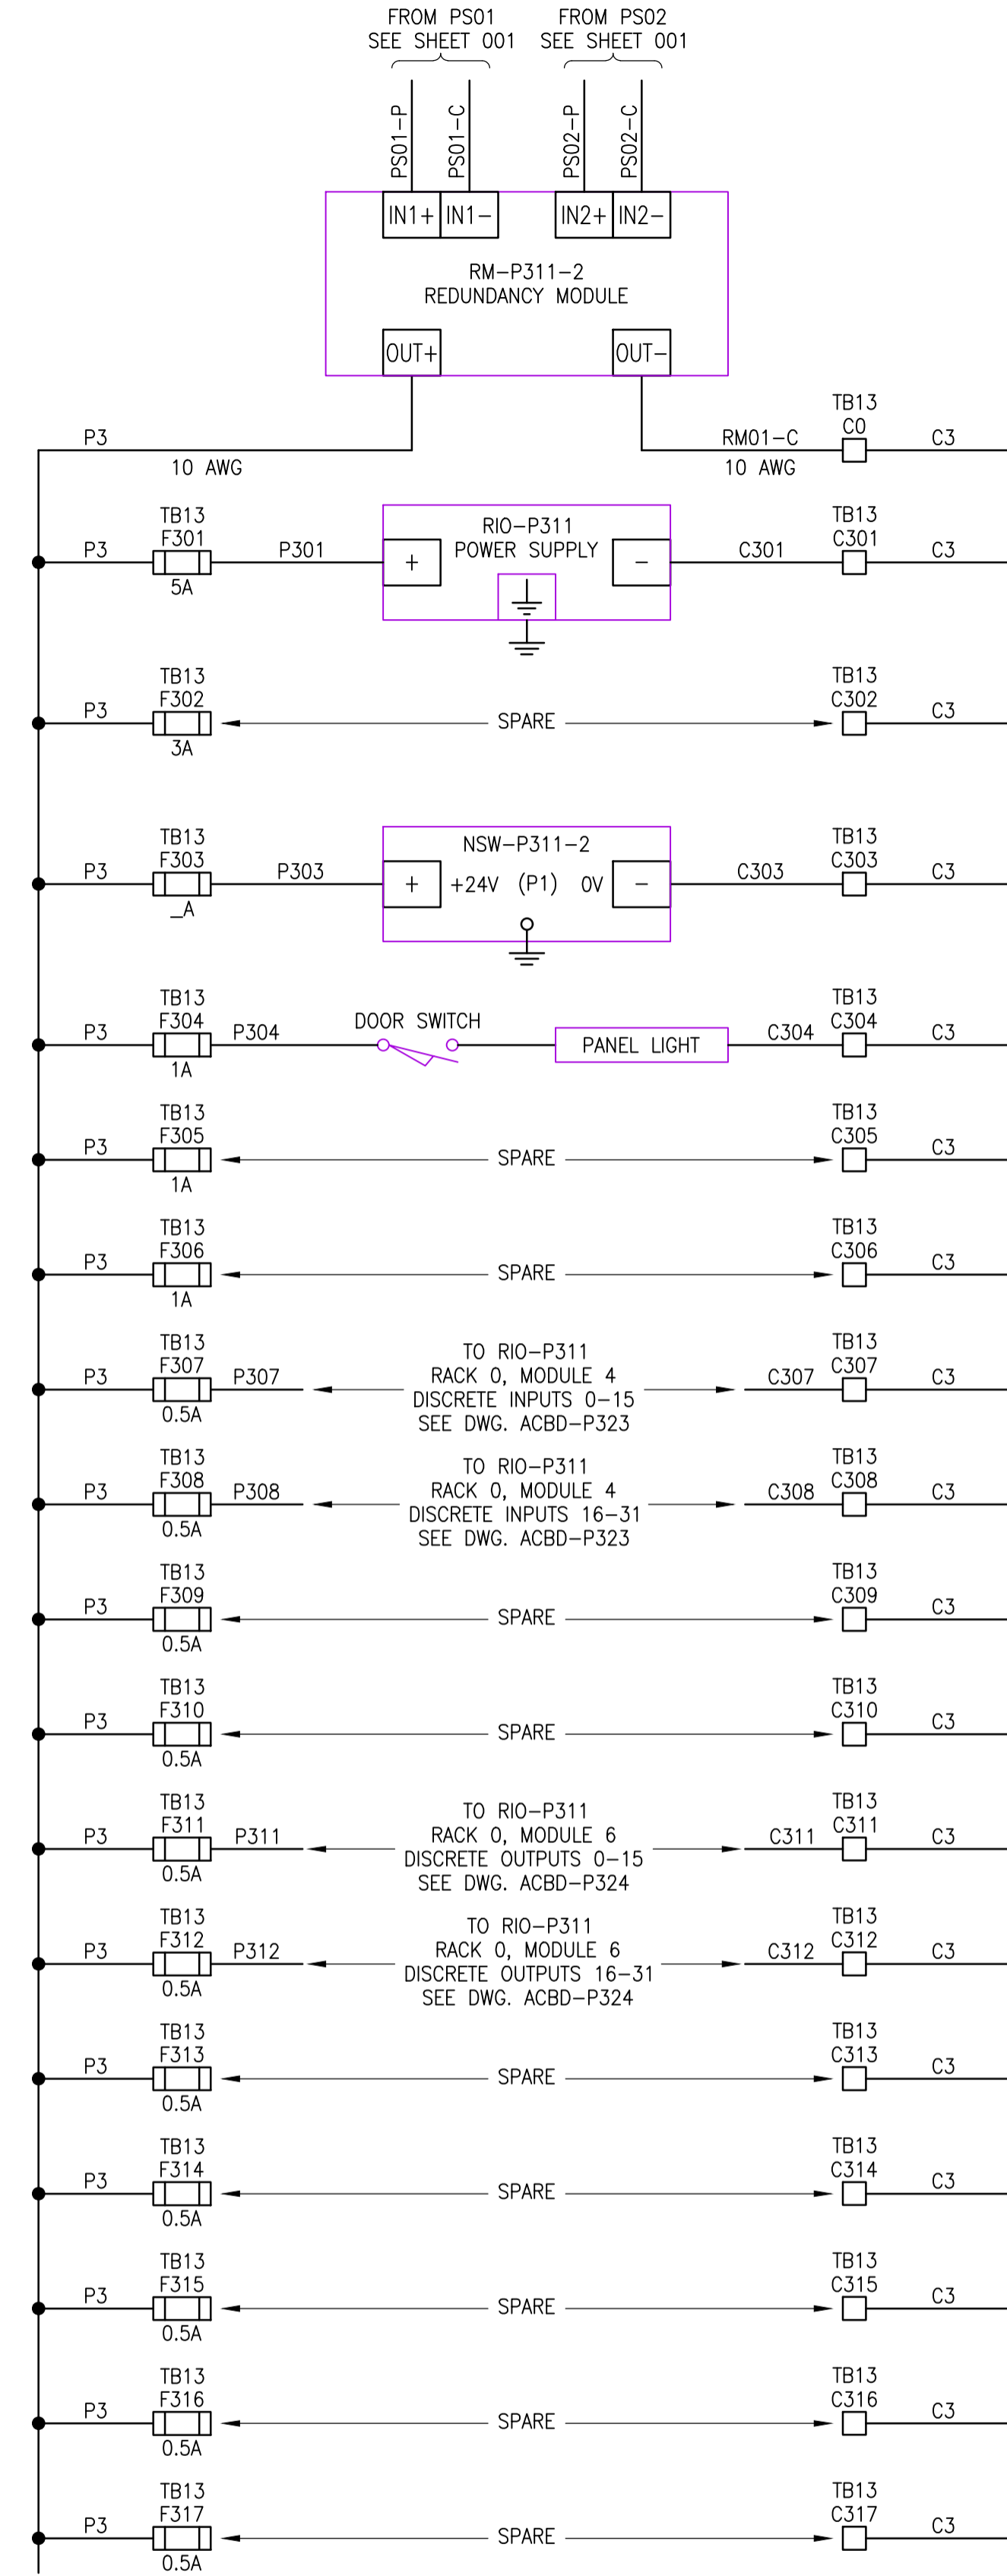 FROM PS01
SEE SHEET 001
FROM PS02
SEE SHEET 001
PS01-P
PS01-C
PS02-P
PS02-C
IN1+
IN1-
IN2+
IN2-
RM-P311-2
REDUNDANCY MODULE
OUT+
OUT-
P3
10 AWG
RM01-C
10 AWG
TB13
C0
C3
P3
TB13
F301
5A
P301
RIO-P311
POWER SUPPLY
+
-
C301
TB13
C301
C3
P3
TB13
F302
3A
SPARE
TB13
C302
C3
P3
TB13
F303
_A
P303
NSW-P311-2
+
+24V (P1) 0V
-
C303
TB13
C303
C3
P3
TB13
F304
1A
P304
DOOR SWITCH
PANEL LIGHT
C304
TB13
C304
C3
P3
TB13
F305
1A
SPARE
TB13
C305
C3
P3
TB13
F306
1A
SPARE
TB13
C306
C3
P3
TB13
F307
0.5A
P307
TO RIO-P311
RACK 0, MODULE 4
DISCRETE INPUTS 0-15
SEE DWG. ACBD-P323
C307
TB13
C307
C3
P3
TB13
F308
0.5A
P308
TO RIO-P311
RACK 0, MODULE 4
DISCRETE INPUTS 16-31
SEE DWG. ACBD-P323
C308
TB13
C308
C3
P3
TB13
F309
0.5A
SPARE
TB13
C309
C3
P3
TB13
F310
0.5A
SPARE
TB13
C310
C3
P3
TB13
F311
0.5A
P311
TO RIO-P311
RACK 0, MODULE 6
DISCRETE OUTPUTS 0-15
SEE DWG. ACBD-P324
C311
TB13
C311
C3
P3
TB13
F312
0.5A
P312
TO RIO-P311
RACK 0, MODULE 6
DISCRETE OUTPUTS 16-31
SEE DWG. ACBD-P324
C312
TB13
C312
C3
P3
TB13
F313
0.5A
SPARE
TB13
C313
C3
P3
TB13
F314
0.5A
SPARE
TB13
C314
C3
P3
TB13
F315
0.5A
SPARE
TB13
C315
C3
P3
TB13
F316
0.5A
SPARE
TB13
C316
C3
P3
TB13
F317
0.5A
SPARE
TB13
C317
C3